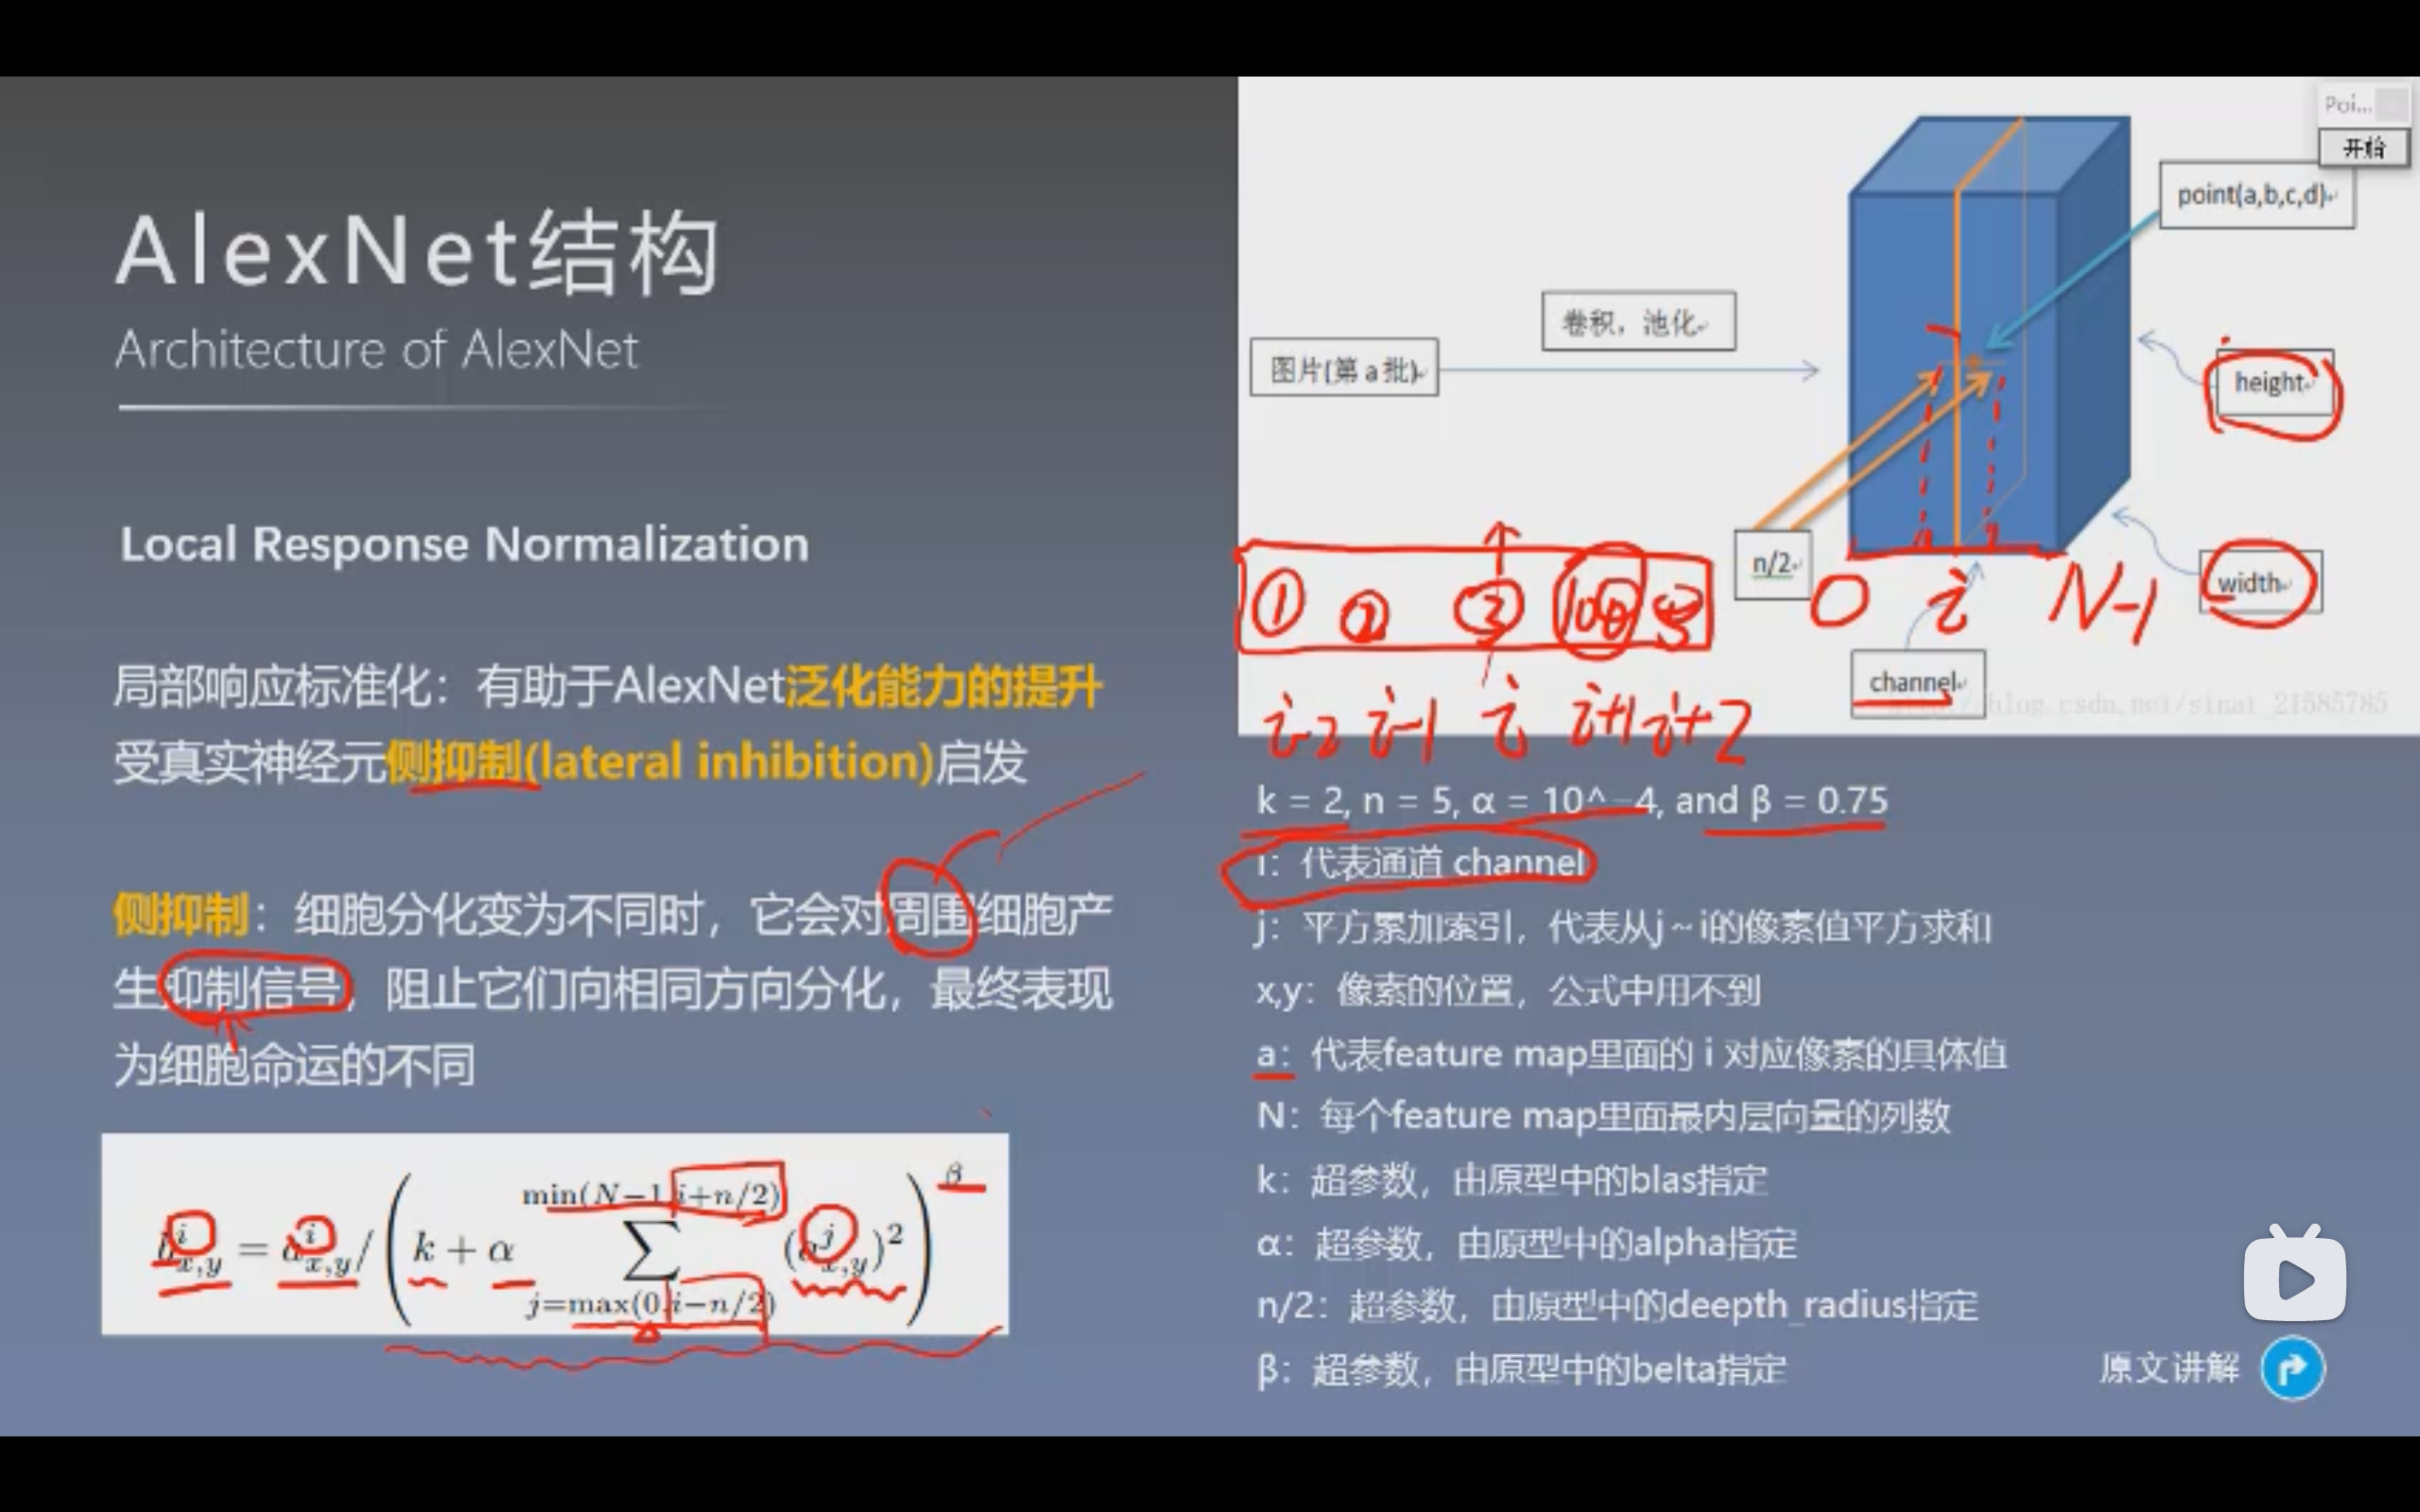 AlexNet结构
Architecture of AlexNet
Local Response Normalization
局部响应标准化：有助于AlexNet泛化能力的提升
受真实神经元侧抑制(lateral inhibition)启发
侧抑制：细胞分化变为不同时，它会对周围细胞产
生抑制信号，阻止它们向相同方向分化，最终表现
为细胞命运的不同
b^i_{x,y} = a^i_{x,y} / ( k + α ∑_{j=max(0,i−n/2)}^{min(N−1,i+n/2)} (a^j_{x,y})^2 )^β
Poi...
开始
point(a,b,c,d)
卷积，池化
图片(第 a 批)
height
n/2
width
channel
① ② ③ 100
0 i N-1
i-2 i-1 i i+1 i+2
http://blog.csdn.net/sinat_21585785
k = 2, n = 5, α = 10^−4, and β = 0.75
i：代表通道 channel
j：平方累加索引，代表从j~i的像素值平方求和
x,y：像素的位置，公式中用不到
a：代表feature map里面的 i 对应像素的具体值
N：每个feature map里面最内层向量的列数
k：超参数，由原型中的blas指定
α：超参数，由原型中的alpha指定
n/2：超参数，由原型中的deepth_radius指定
β：超参数，由原型中的belta指定
原文讲解